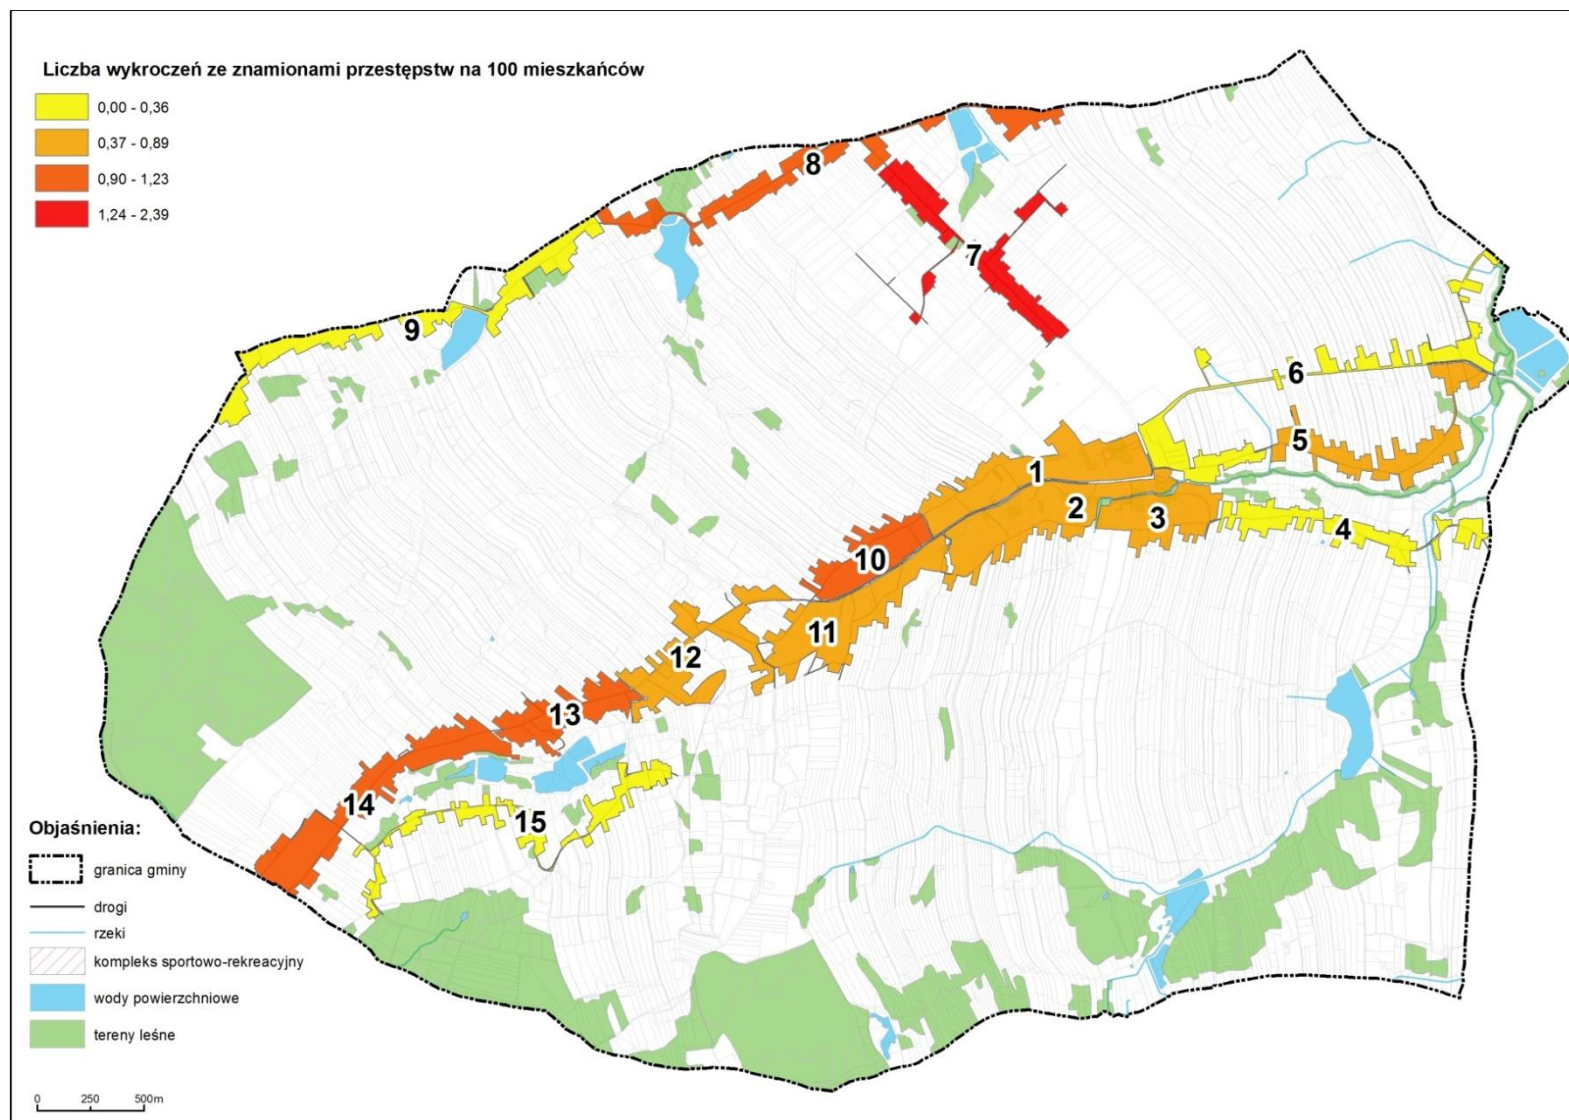 Liczba wykroczeń ze znamionami przestępstw na 100 mieszkańców
0,00 - 0,36
0,37 - 0,89
0,90 - 1,23
1,24 - 2,39
8
7
9
6
5
1
2
3
4
10
11
12
13
14
15
Objaśnienia:
granica gminy
drogi
rzeki
kompleks sportowo-rekreacyjny
wody powierzchniowe
tereny leśne
0 250 500m